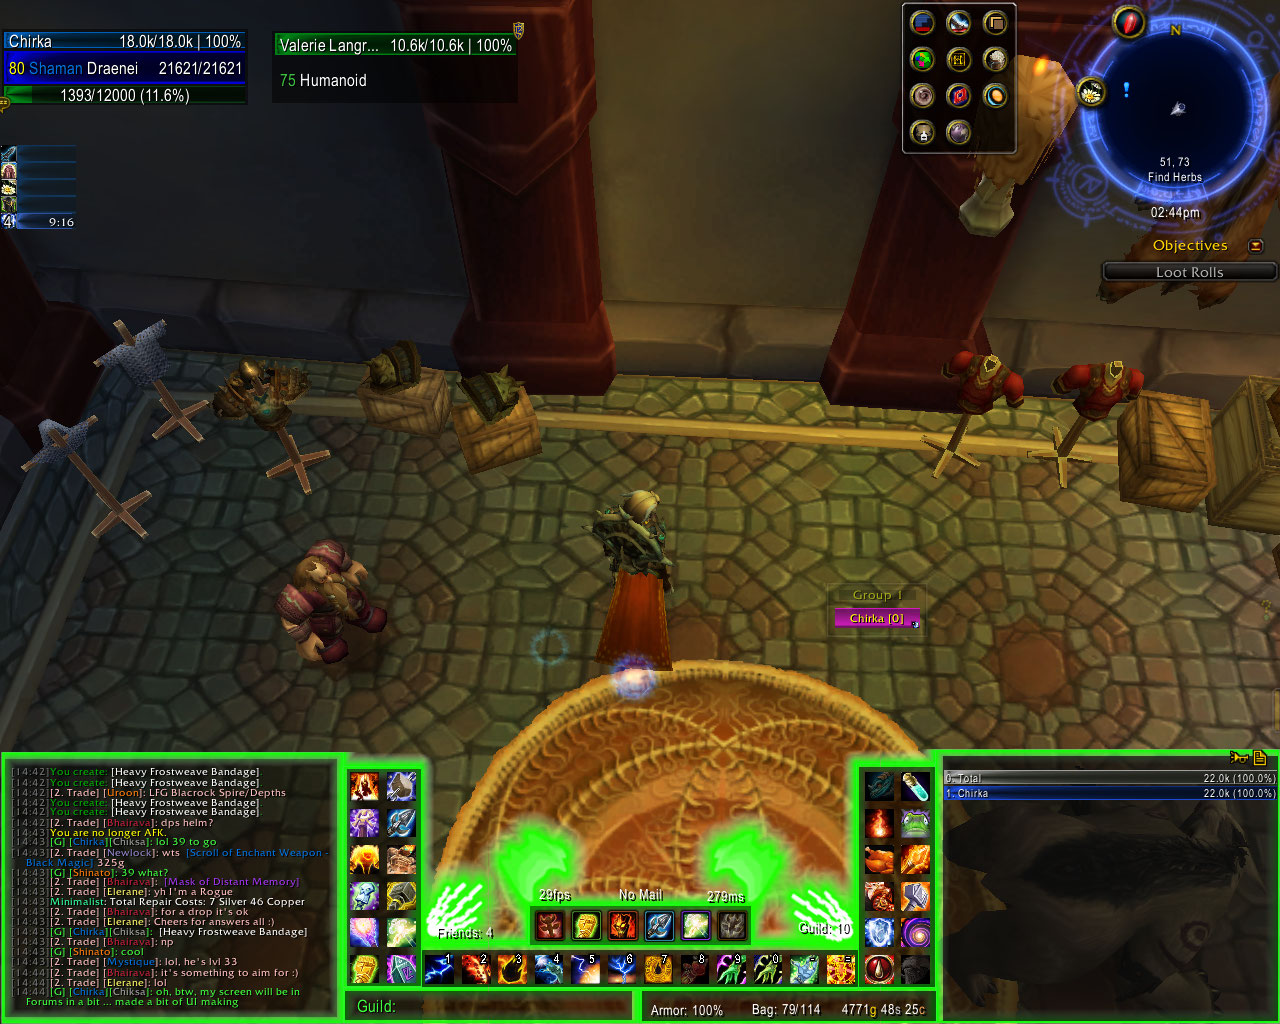 Chirka 18.0k/18.0k | 100%
80 Shaman Draenei 21621/21621
1393/12000 (11.6%)
Valerie Langr... 10.6k/10.6k | 100%
75 Humanoid
N
51, 73
Find Herbs
02:44pm
Objectives
Loot Rolls
4 9:16
Group 1
Chirka [0]
[14:42]You create: [Heavy Frostweave Bandage].
[14:42]You create: [Heavy Frostweave Bandage].
[14:42][2. Trade] [Uroon]: LFG Blacrock Spire/Depths
[14:42]You create: [Heavy Frostweave Bandage].
[14:42]You create: [Heavy Frostweave Bandage].
[14:42][2. Trade] [Bhairava]: dps helm?
[14:43]You are no longer AFK.
[14:43][G] [Chirka][Chiksa]: lol 39 to go
[14:43][2. Trade] [Newlock]: wts [Scroll of Enchant Weapon -
Black Magic] 325g
[14:43][G] [Shinato]: 39 what?
[14:43][2. Trade] [Bhairava]: [Mask of Distant Memory]
[14:43][2. Trade] [Elerane]: yh I'm a Rogue
[14:43]Minimalist: Total Repair Costs: 7 Silver 46 Copper
[14:43][2. Trade] [Bhairava]: for a drop it's ok
[14:43][2. Trade] [Elerane]: Cheers for answers all :)
[14:43][G] [Chirka][Chiksa]: [Heavy Frostweave Bandage]
[14:43][2. Trade] [Bhairava]: np
[14:43][G] [Shinato]: cool
[14:43][2. Trade] [Mystique]: lol, he's lvl 33
[14:44][2. Trade] [Bhairava]: it's something to aim for :)
[14:44][2. Trade] [Elerane]: lol
[14:44][G] [Chirka][Chiksa]: oh, btw, my screen will be in
Forums in a bit ... made a bit of UI making
29fps No Mail 279ms
Friends: 4
Guild: 10
1 2 3 4 5 6 7 8 9 0 - =
Guild:
Armor: 100% Bag: 79/114 4771g 48s 25c
0. Total 22.0k (100.0%)
1. Chirka 22.0k (100.0%)